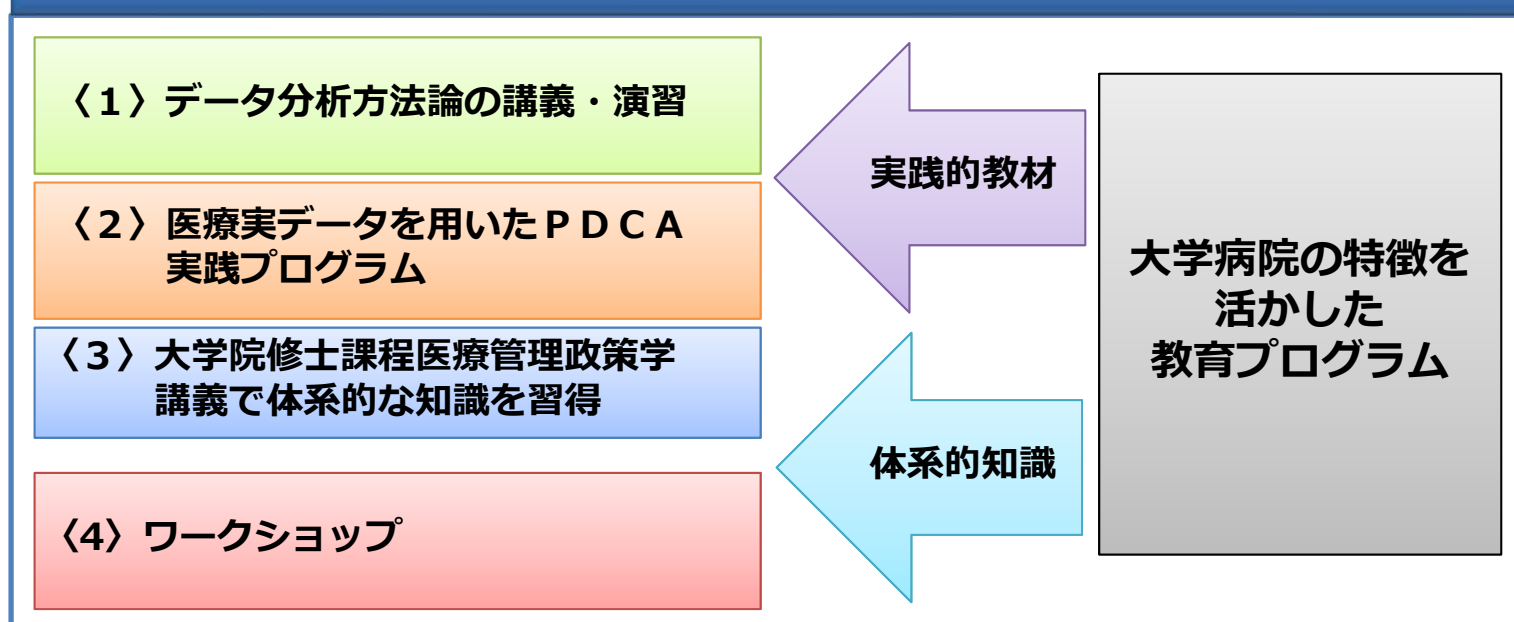 〈１〉データ分析方法論の講義・演習
〈２〉医療実データを用いたＰＤＣＡ
実践プログラム
〈３〉大学院修士課程医療管理政策学
講義で体系的な知識を習得
〈4〉ワークショップ
実践的教材
体系的知識
大学病院の特徴を
活かした
教育プログラム